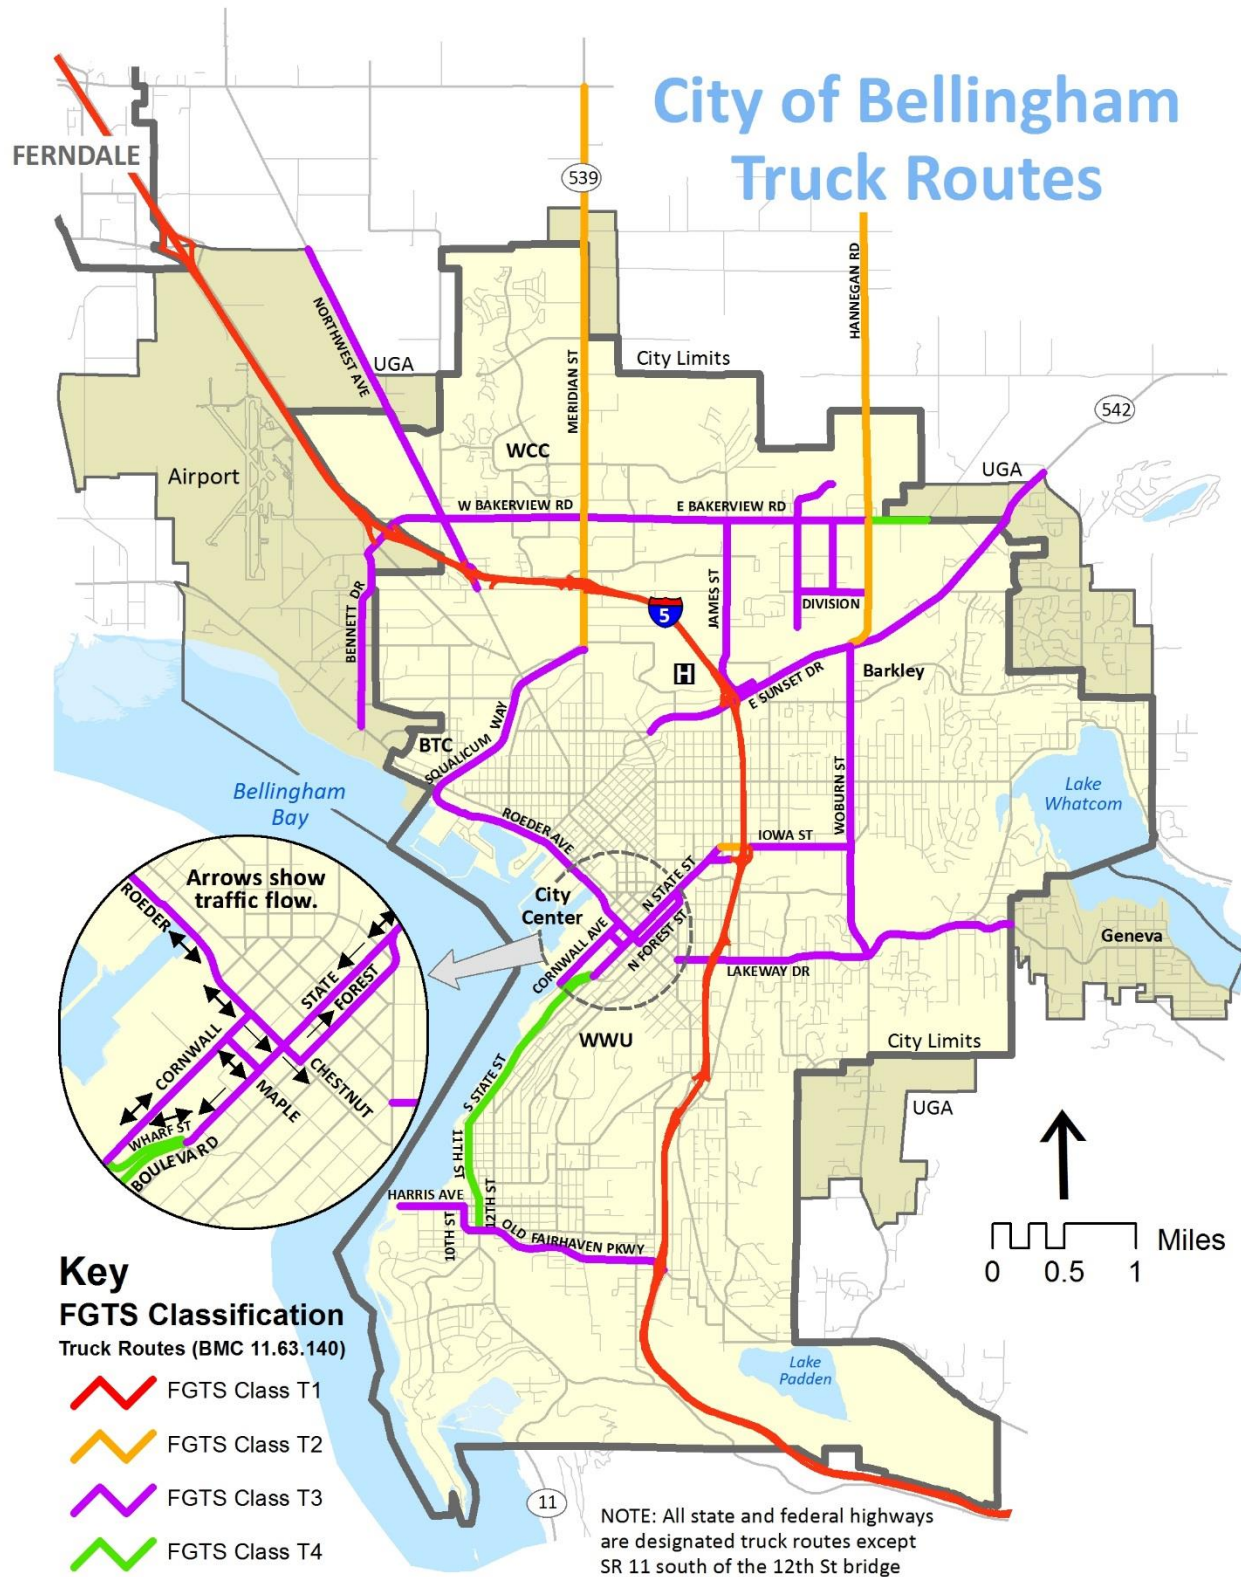 City of Bellingham
Truck Routes
FERNDALE
539
HANNEGAN RD
NORTHWEST AVE
MERIDIAN ST
UGA
City Limits
542
WCC
Airport
UGA
W BAKERVIEW RD
E BAKERVIEW RD
BENNETT DR
JAMES ST
DIVISION
5
H
E SUNSET DR
Barkley
BTC
SQUALICUM WAY
WOBURN ST
Lake
Whatcom
Bellingham
Bay
ROEDER AVE
IOWA ST
Arrows show
traffic flow.
City
Center
N STATE ST
N FOREST ST
CORNWALL AVE
LAKEWAY DR
Geneva
ROEDER
STATE
FOREST
CORNWALL
CHESTNUT
MAPLE
WHARF ST
BOULEVARD
WWU
City Limits
UGA
S STATE ST
11TH ST
12TH ST
HARRIS AVE
10TH ST
OLD FAIRHAVEN PKWY
Miles
0 0.5 1
Key
FGTS Classification
Truck Routes (BMC 11.63.140)
FGTS Class T1
FGTS Class T2
FGTS Class T3
FGTS Class T4
Lake
Padden
11
NOTE: All state and federal highways
are designated truck routes except
SR 11 south of the 12th St bridge